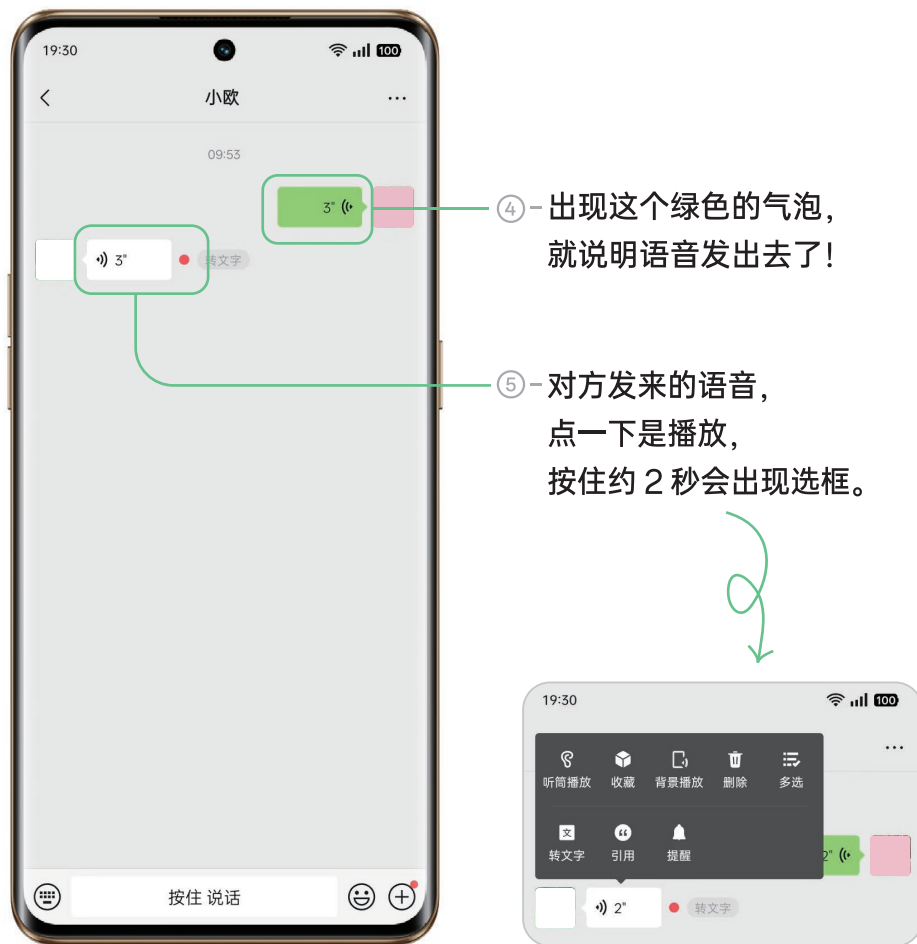 19:30
100
小欧
...
09:53
3"
3"
转文字
④ 出现这个绿色的气泡，
就说明语音发出去了！
⑤ 对方发来的语音，
点一下是播放，
按住约 2 秒会出现选框。
按住 说话
19:30
100
...
听筒播放 收藏 背景播放 删除 多选
文
转文字 引用 提醒
2"
2"
转文字